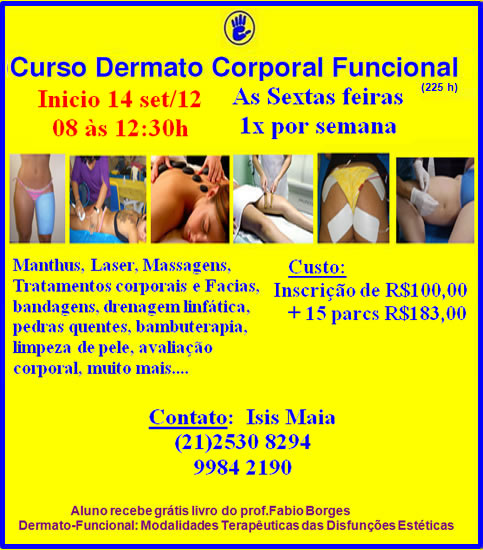 Curso Dermato Corporal Funcional
(225 h)
Inicio 14 set/12
08 às 12:30h
As Sextas feiras
1x por semana
Manthus, Laser, Massagens,
Tratamentos corporais e Facias,
bandagens, drenagem linfática,
pedras quentes, bambuterapia,
limpeza de pele, avaliação
corporal, muito mais....
Custo:
Inscrição de R$100,00
+ 15 parcs R$183,00
Contato: Isis Maia
(21)2530 8294
9984 2190
Aluno recebe grátis livro do prof.Fabio Borges
Dermato-Funcional: Modalidades Terapêuticas das Disfunções Estéticas